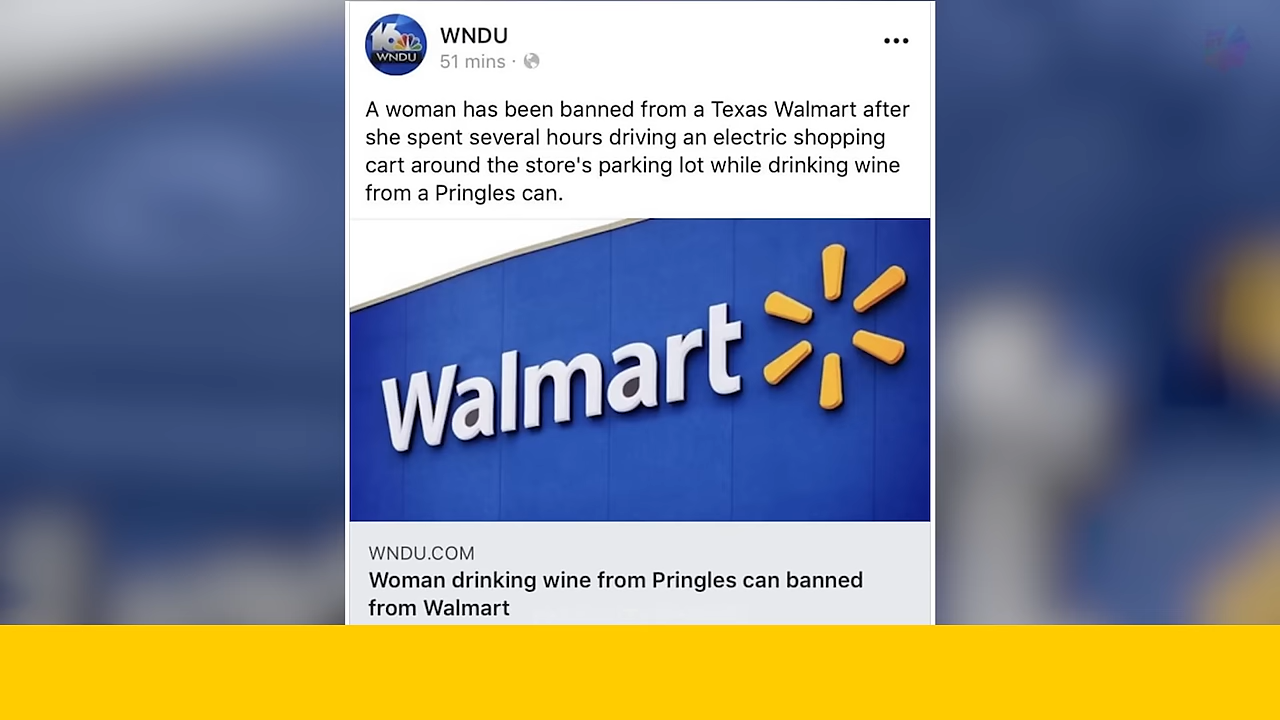 16
WNDU
WNDU
51 mins ·
A woman has been banned from a Texas Walmart after
she spent several hours driving an electric shopping
cart around the store's parking lot while drinking wine
from a Pringles can.
Walmart
WNDU.COM
Woman drinking wine from Pringles can banned
from Walmart